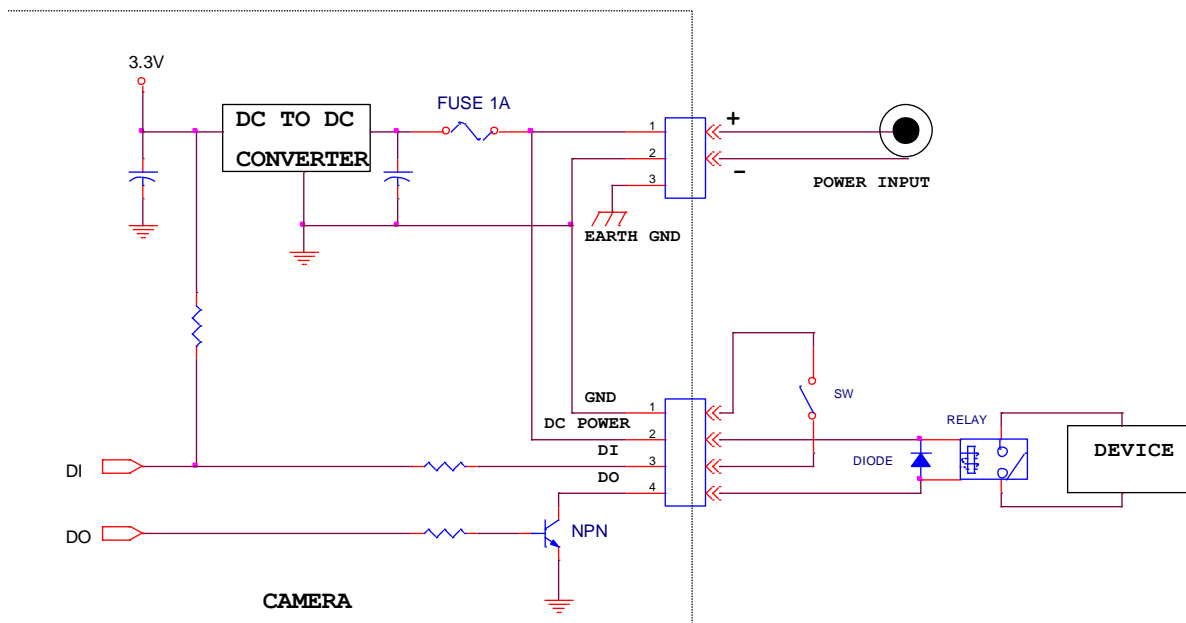 3.3V
DC TO DC
CONVERTER
FUSE 1A
1
2
3
+
-
POWER INPUT
EARTH GND
GND
DC POWER
DI
DO
1
2
3
4
SW
RELAY
DIODE
DEVICE
DI
DO
NPN
CAMERA